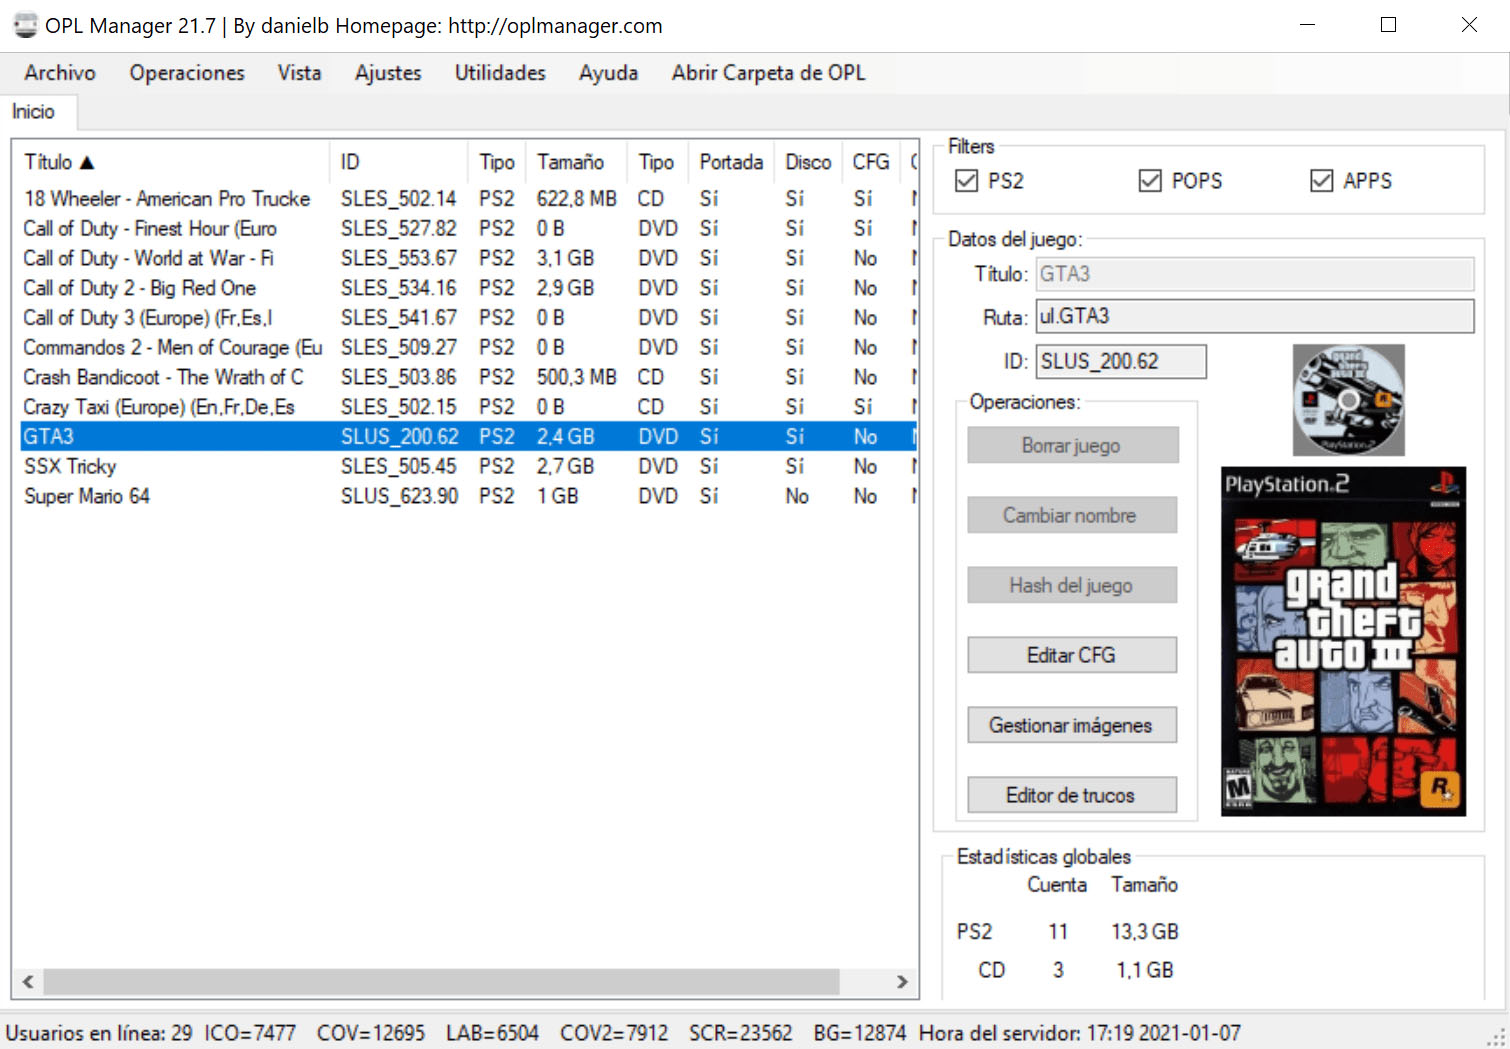 OPL Manager 21.7 | By danielb Homepage: http://oplmanager.com
Archivo Operaciones Vista Ajustes Utilidades Ayuda Abrir Carpeta de OPL
Inicio
Título ▲ ID Tipo Tamaño Tipo Portada Disco CFG
18 Wheeler - American Pro Trucke SLES_502.14 PS2 622,8 MB CD Sí Sí Sí
Call of Duty - Finest Hour (Euro SLES_527.82 PS2 0 B DVD Sí Sí Sí
Call of Duty - World at War - Fi SLES_553.67 PS2 3,1 GB DVD Sí Sí No
Call of Duty 2 - Big Red One SLES_534.16 PS2 2,9 GB DVD Sí Sí No
Call of Duty 3 (Europe) (Fr,Es,I SLES_541.67 PS2 0 B DVD Sí Sí No
Commandos 2 - Men of Courage (Eu SLES_509.27 PS2 0 B DVD Sí Sí No
Crash Bandicoot - The Wrath of C SLES_503.86 PS2 500,3 MB CD Sí Sí No
Crazy Taxi (Europe) (En,Fr,De,Es SLES_502.15 PS2 0 B CD Sí Sí Sí
GTA3 SLUS_200.62 PS2 2,4 GB DVD Sí Sí No
SSX Tricky SLES_505.45 PS2 2,7 GB DVD Sí Sí No
Super Mario 64 SLUS_623.90 PS2 1 GB DVD Sí No No
Filters
PS2 POPS APPS
Datos del juego:
Título: GTA3
Ruta: ul.GTA3
ID: SLUS_200.62
Operaciones:
Borrar juego
Cambiar nombre
Hash del juego
Editar CFG
Gestionar imágenes
Editor de trucos
grand theft auto III
PlayStation.2
PlayStation.2
grand
theft
auto III
M
R
Estadísticas globales
Cuenta Tamaño
PS2 11 13,3 GB
CD 3 1,1 GB
Usuarios en línea: 29 ICO=7477 COV=12695 LAB=6504 COV2=7912 SCR=23562 BG=12874 Hora del servidor: 17:19 2021-01-07